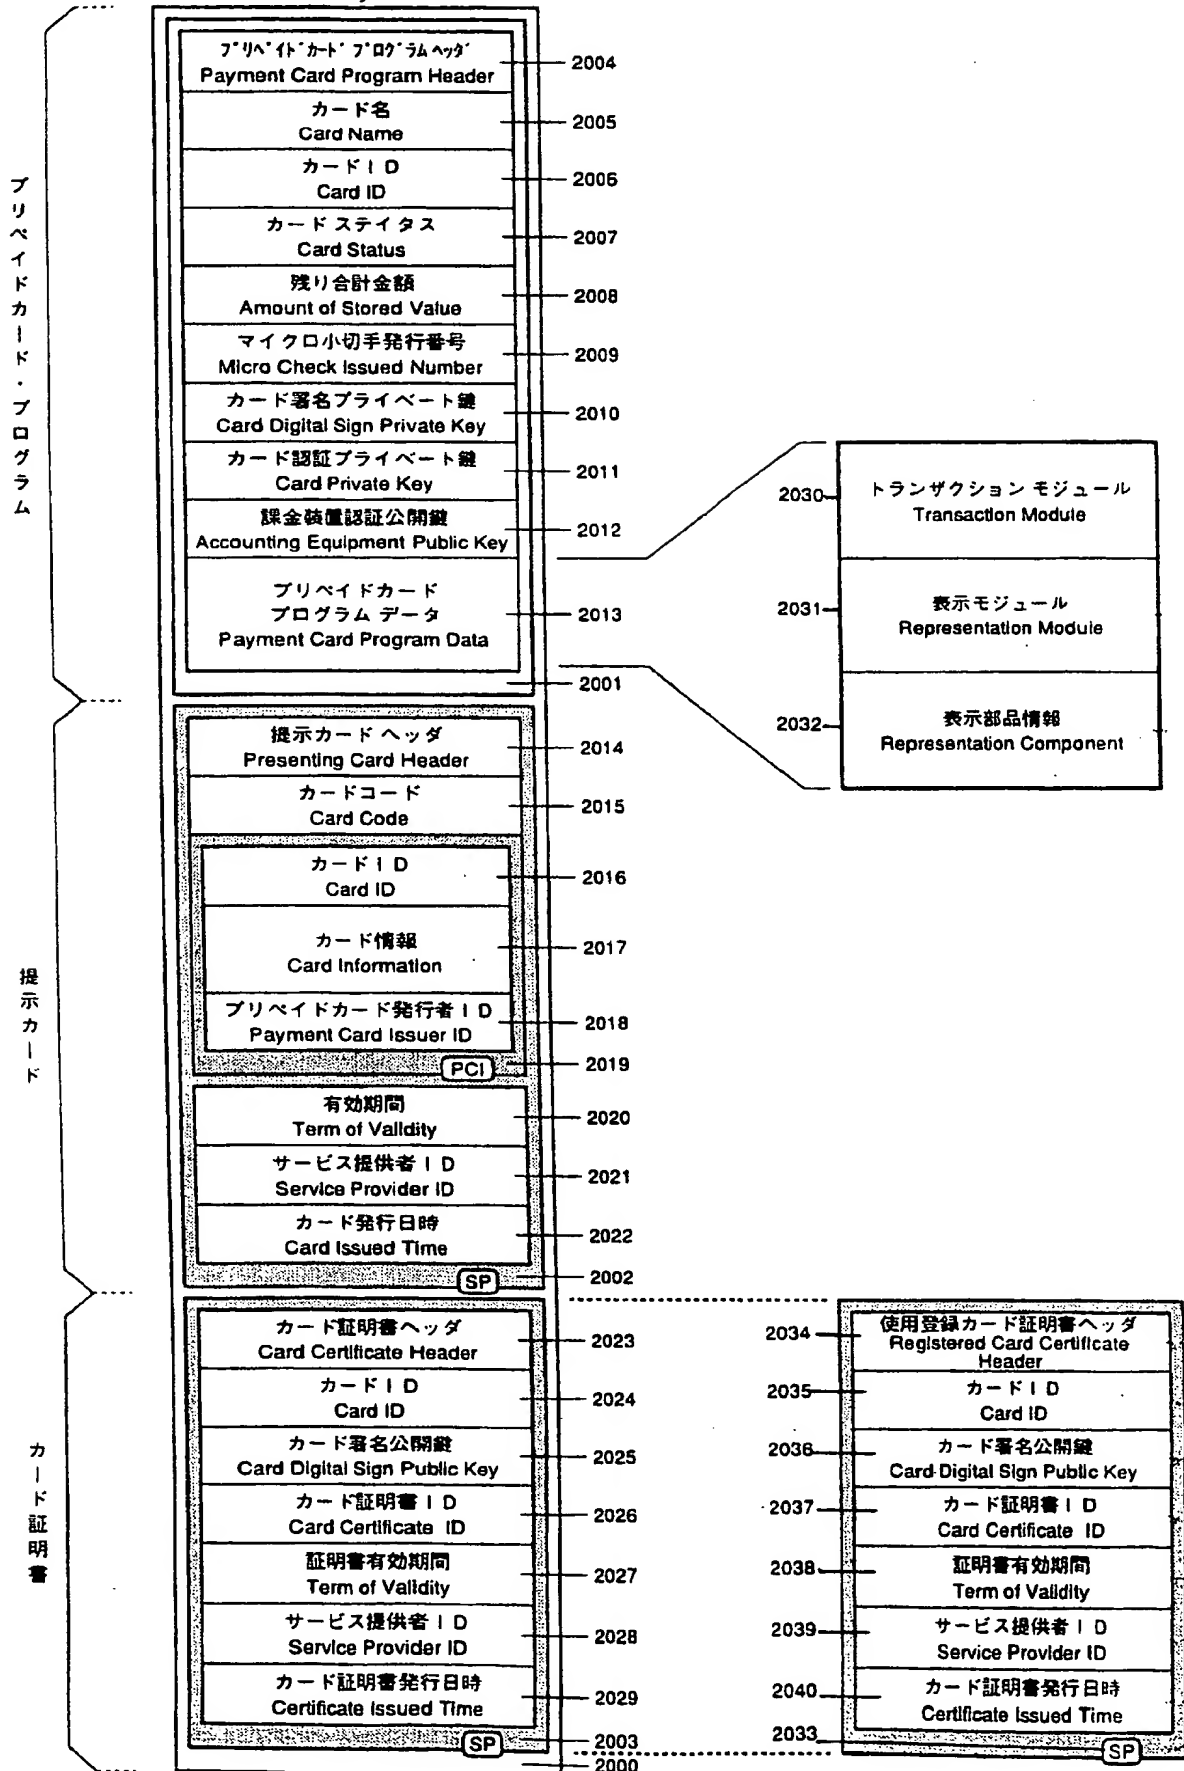 プリペイドカード・プログラム
プリペイドカード プログラムヘッダ
Payment Card Program Header
2004
カード名
Card Name
2005
カードＩＤ
Card ID
2006
カード ステイタス
Card Status
2007
残り合計金額
Amount of Stored Value
2008
マイクロ小切手発行番号
Micro Check Issued Number
2009
カード署名プライベート鍵
Card Digital Sign Private Key
2010
カード認証プライベート鍵
Card Private Key
2011
課金装置認証公開鍵
Accounting Equipment Public Key
2012
プリペイドカード
プログラム データ
Payment Card Program Data
2013
2001
2030
トランザクション モジュール
Transaction Module
2031
表示モジュール
Representation Module
2032
表示部品情報
Representation Component
提示カード
提示カード ヘッダ
Presenting Card Header
2014
カードコード
Card Code
2015
カードＩＤ
Card ID
2016
カード情報
Card Information
2017
プリペイドカード発行者ＩＤ
Payment Card Issuer ID
2018
PCI
2019
有効期間
Term of Validity
2020
サービス提供者ＩＤ
Service Provider ID
2021
カード発行日時
Card Issued Time
2022
SP
2002
カード証明書
カード証明書ヘッダ
Card Certificate Header
2023
カードＩＤ
Card ID
2024
カード署名公開鍵
Card Digital Sign Public Key
2025
カード証明書ＩＤ
Card Certificate ID
2026
証明書有効期間
Term of Validity
2027
サービス提供者ＩＤ
Service Provider ID
2028
カード証明書発行日時
Certificate Issued Time
2029
SP
2003
2000
2034
使用登録カード証明書ヘッダ
Registered Card Certificate
Header
2035
カードＩＤ
Card ID
2036
カード署名公開鍵
Card Digital Sign Public Key
2037
カード証明書ＩＤ
Card Certificate ID
2038
証明書有効期間
Term of Validity
2039
サービス提供者ＩＤ
Service Provider ID
2040
カード証明書発行日時
Certificate Issued Time
2033
SP